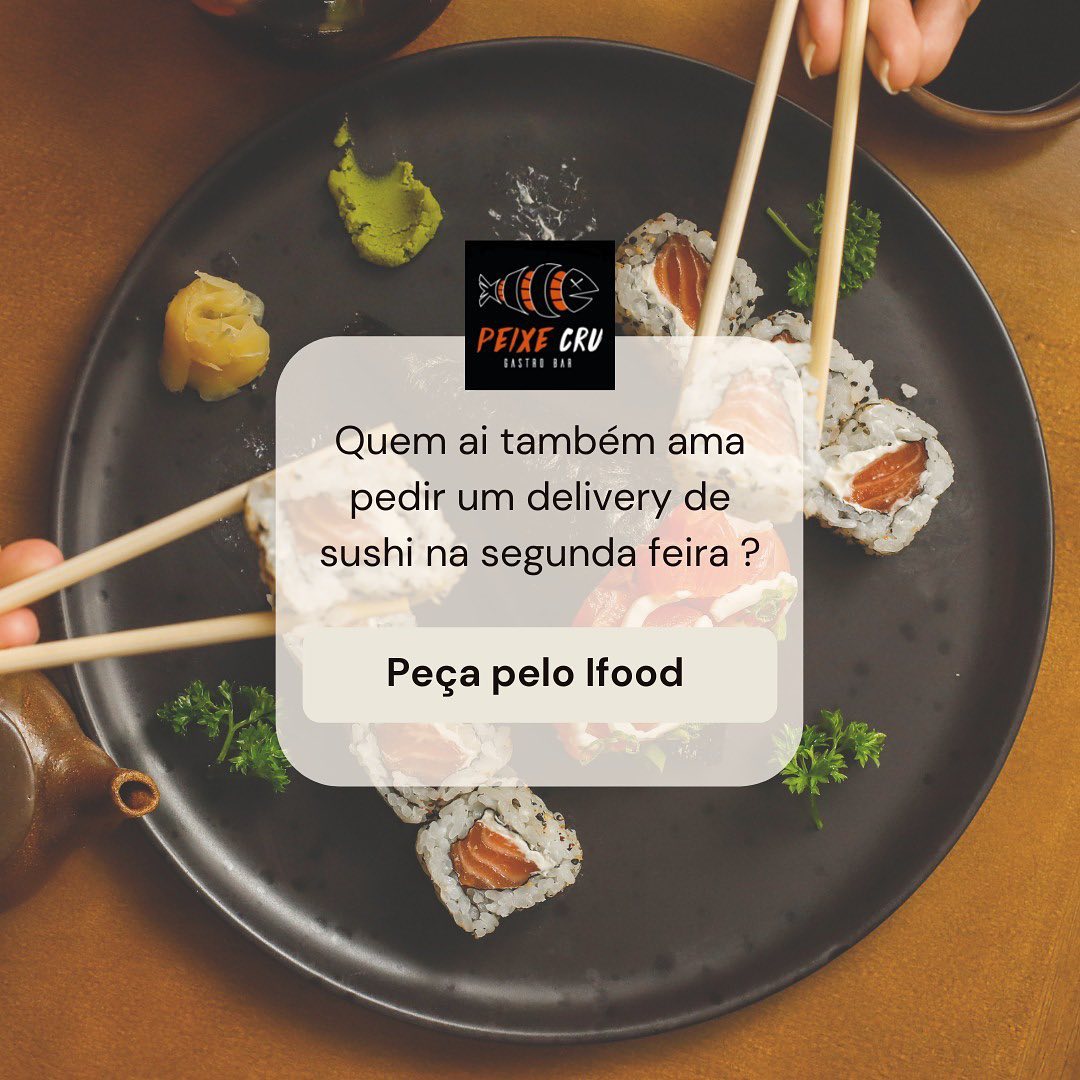 PEIXE CRU
GASTRO BAR
Quem ai também ama
pedir um delivery de
sushi na segunda feira ?
Peça pelo Ifood